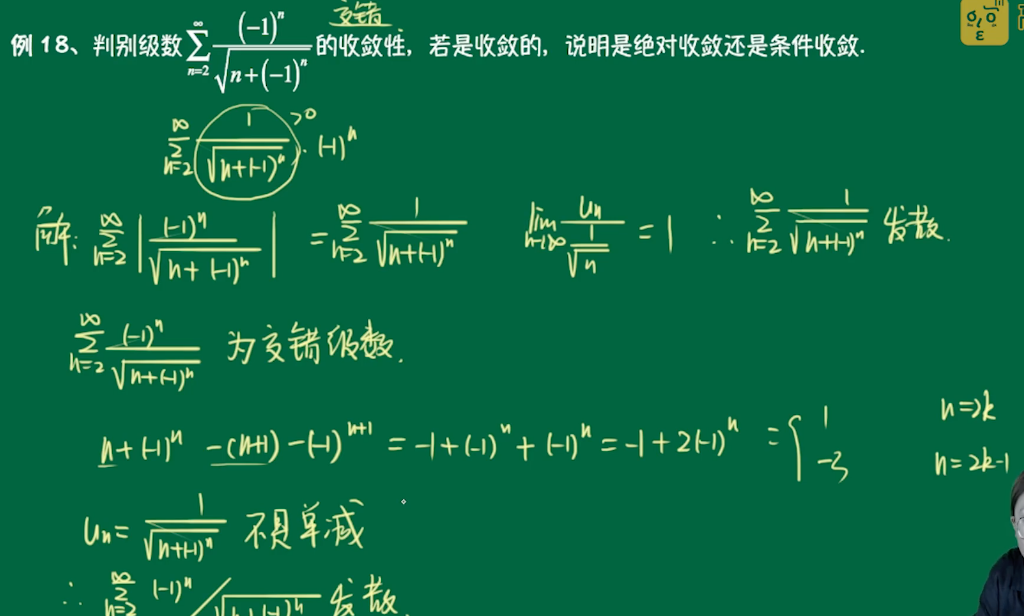 交错
例 18、判别级数 $\sum_{n=2}^{\infty} \frac{(-1)^n}{\sqrt{n+(-1)^n}}$ 的收敛性，若是收敛的，说明是绝对收敛还是条件收敛.
$\sum_{n=2}^{\infty} \frac{1}{\sqrt{n+(-1)^n}} \cdot (-1)^n$ >0
解: $\sum_{n=2}^{\infty} \left| \frac{(-1)^n}{\sqrt{n+(-1)^n}} \right| = \sum_{n=2}^{\infty} \frac{1}{\sqrt{n+(-1)^n}}$ $\lim_{n\to\infty} \frac{u_n}{\frac{1}{\sqrt{n}}} = 1$ ∴ $\sum_{n=2}^{\infty} \frac{1}{\sqrt{n+(-1)^n}}$ 发散.
$\sum_{n=2}^{\infty} \frac{(-1)^n}{\sqrt{n+(-1)^n}}$ 为交错级数.
$n+(-1)^n -(n+1) -(-1)^{n+1} = -1+(-1)^n+(-1)^n = -1+2(-1)^n = \begin{cases} 1 & n=2k \\ -3 & n=2k-1 \end{cases}$
$u_n = \frac{1}{\sqrt{n+(-1)^n}}$ 不具单减
∴ $\sum_{n=2}^{\infty} (-1)^n / \sqrt{n+(-1)^n}$ 发散.